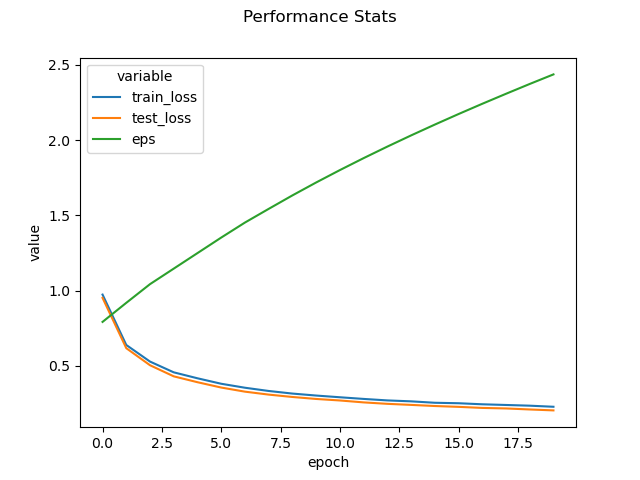 Performance Stats
2.5
2.0
1.5
1.0
0.5
value
variable
train_loss
test_loss
eps
0.0 2.5 5.0 7.5 10.0 12.5 15.0 17.5
epoch